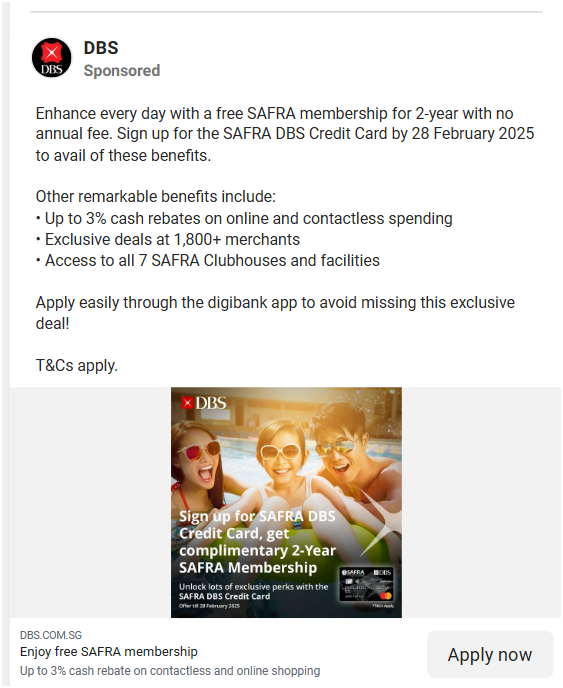 DBS
DBS
Sponsored
Enhance every day with a free SAFRA membership for 2-year with no
annual fee. Sign up for the SAFRA DBS Credit Card by 28 February 2025
to avail of these benefits.
Other remarkable benefits include:
• Up to 3% cash rebates on online and contactless spending
• Exclusive deals at 1,800+ merchants
• Access to all 7 SAFRA Clubhouses and facilities
Apply easily through the digibank app to avoid missing this exclusive
deal!
T&Cs apply.
DBS
Sign up for SAFRA DBS
Credit Card, get
complimentary 2-Year
SAFRA Membership
Unlock lots of exclusive perks with the
SAFRA DBS Credit Card
Offer till 28 February 2025
SAFRA DBS
*T&Cs Apply
DBS.COM.SG
Enjoy free SAFRA membership
Up to 3% cash rebate on contactless and online shopping
Apply now